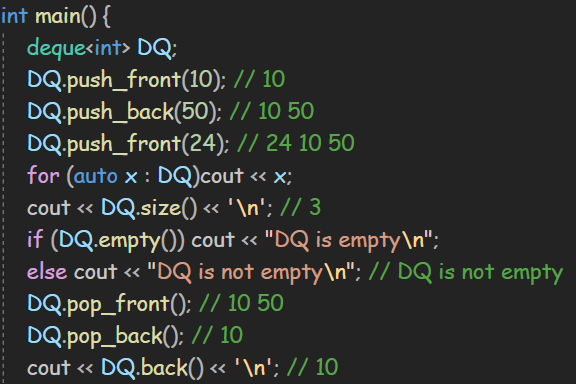 int main() {
deque<int> DQ;
DQ.push_front(10); // 10
DQ.push_back(50); // 10 50
DQ.push_front(24); // 24 10 50
for (auto x : DQ)cout << x;
cout << DQ.size() << '\n'; // 3
if (DQ.empty()) cout << "DQ is empty\n";
else cout << "DQ is not empty\n"; // DQ is not empty
DQ.pop_front(); // 10 50
DQ.pop_back(); // 10
cout << DQ.back() << '\n'; // 10